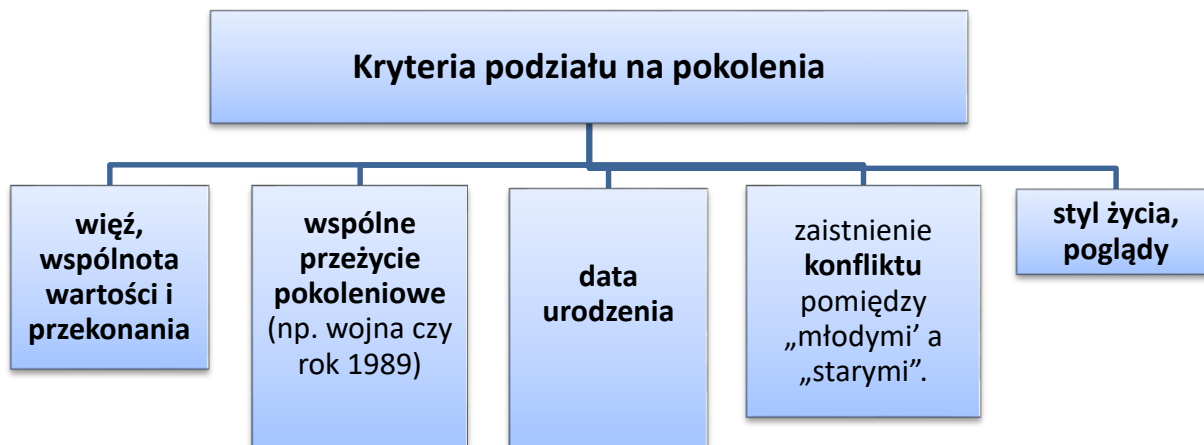 Kryteria podziału na pokolenia
więź,
wspólnota
wartości i
przekonania
wspólne
przeżycie
pokoleniowe
(np. wojna czy
rok 1989)
data
urodzenia
zaistnienie
konfliktu
pomiędzy
„młodymi’ a
„starymi”.
styl życia,
poglądy